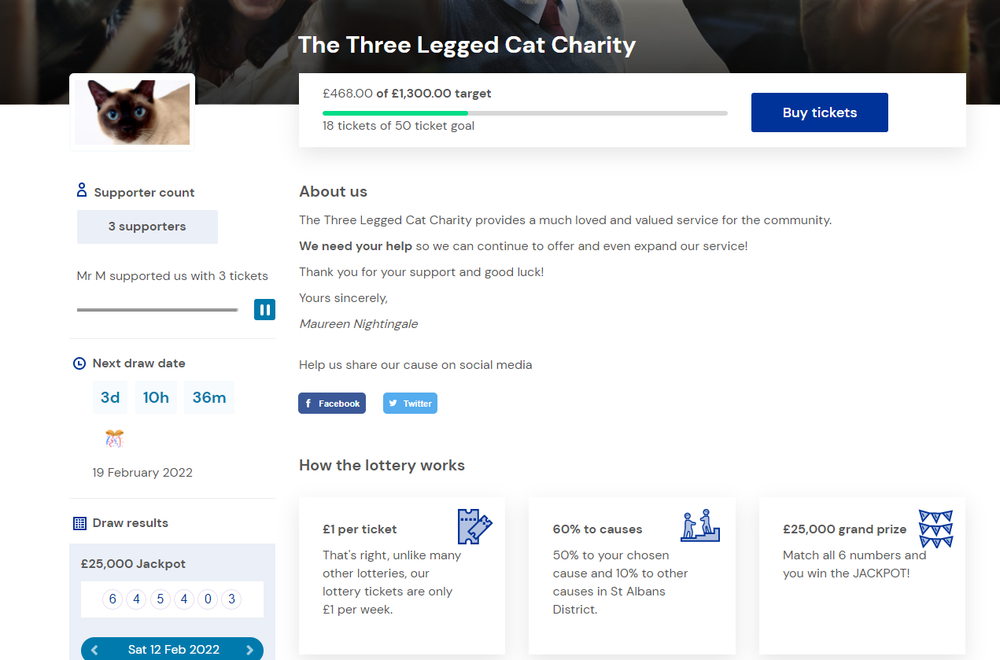 The Three Legged Cat Charity
£468.00 of £1,300.00 target
18 tickets of 50 ticket goal
Buy tickets
Supporter count
3 supporters
Mr M supported us with 3 tickets
Next draw date
3d 10h 36m
19 February 2022
Draw results
£25,000 Jackpot
6 4 5 4 0 3
Sat 12 Feb 2022
About us
The Three Legged Cat Charity provides a much loved and valued service for the community.
We need your help so we can continue to offer and even expand our service!
Thank you for your support and good luck!
Yours sincerely,
Maureen Nightingale
Help us share our cause on social media
Facebook
Twitter
How the lottery works
£1 per ticket
That's right, unlike many
other lotteries, our
lottery tickets are only
£1 per week.
60% to causes
50% to your chosen
cause and 10% to other
causes in St Albans
District.
£25,000 grand prize
Match all 6 numbers and
you win the JACKPOT!